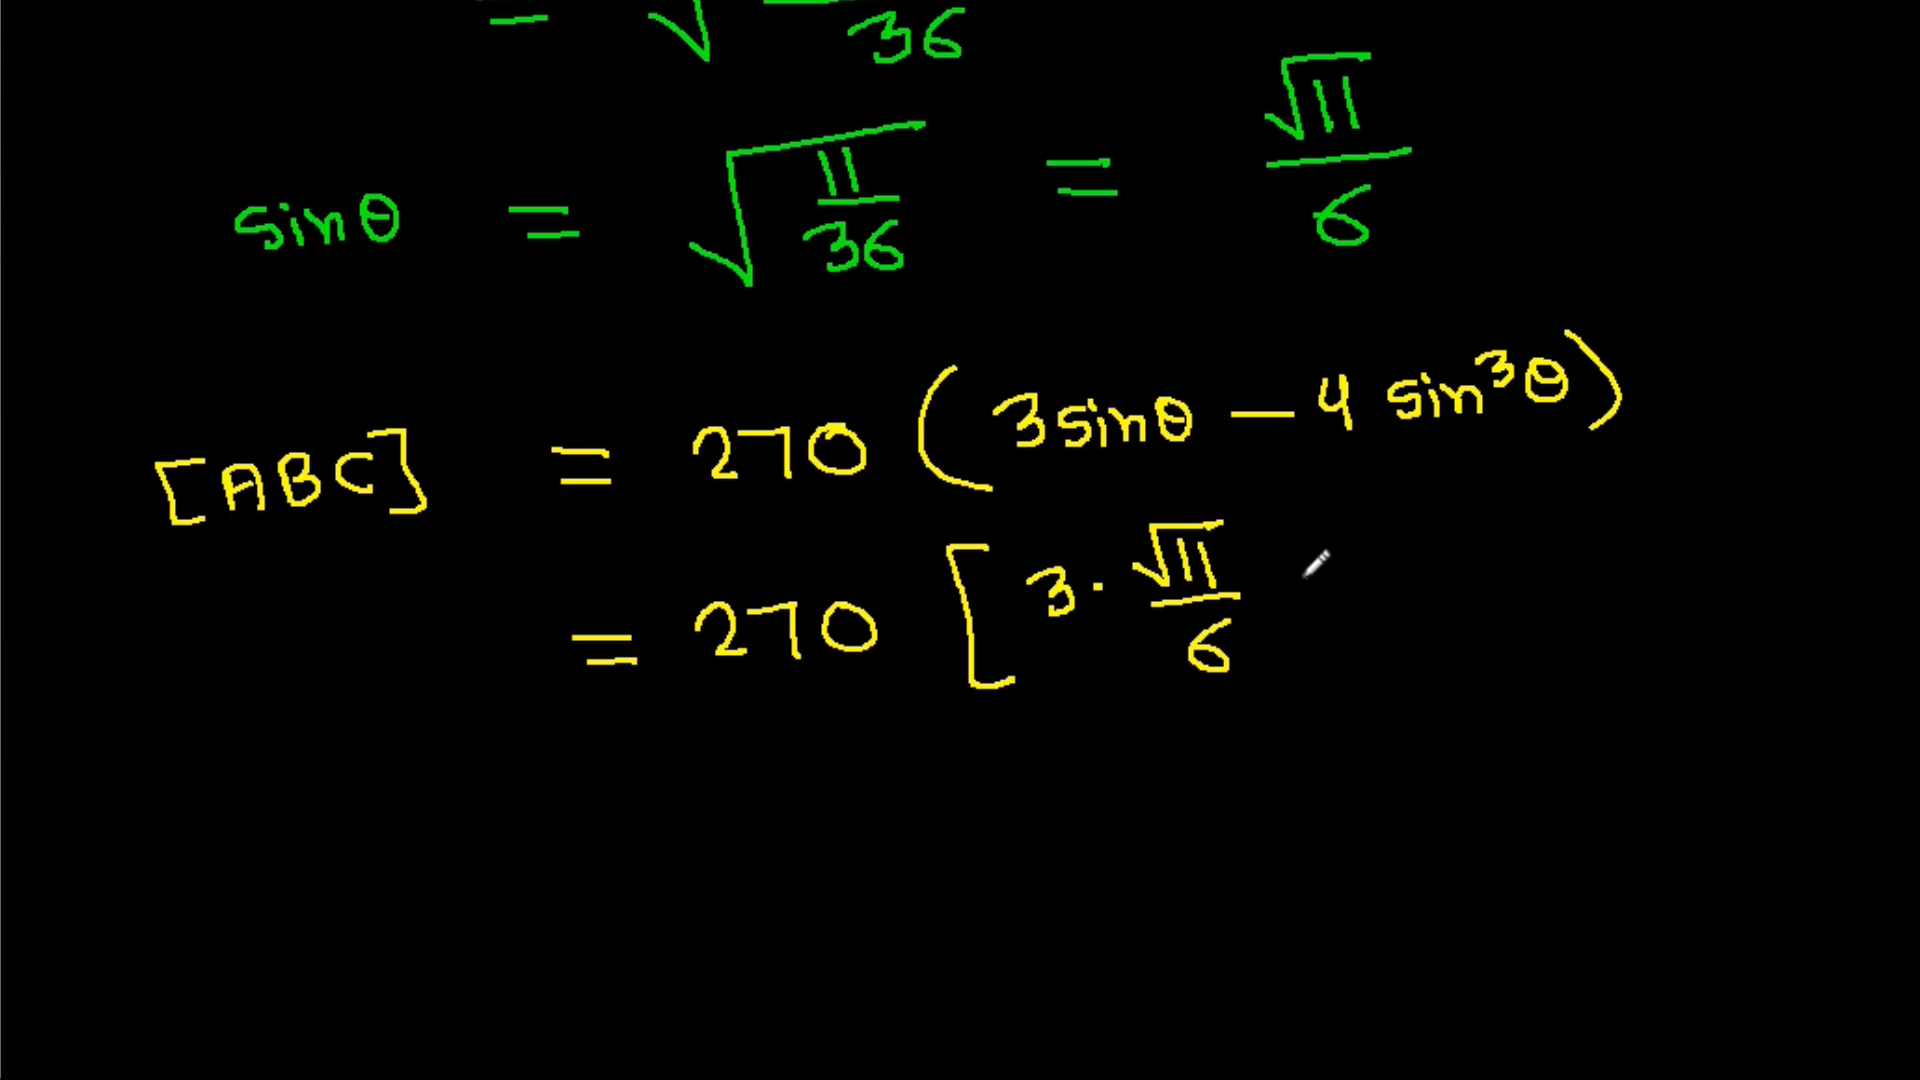 = √ 36
sinθ = √(11/36) = √11/6
[ABC] = 270 (3sinθ − 4 sin³θ)
= 270 [3 · √11/6